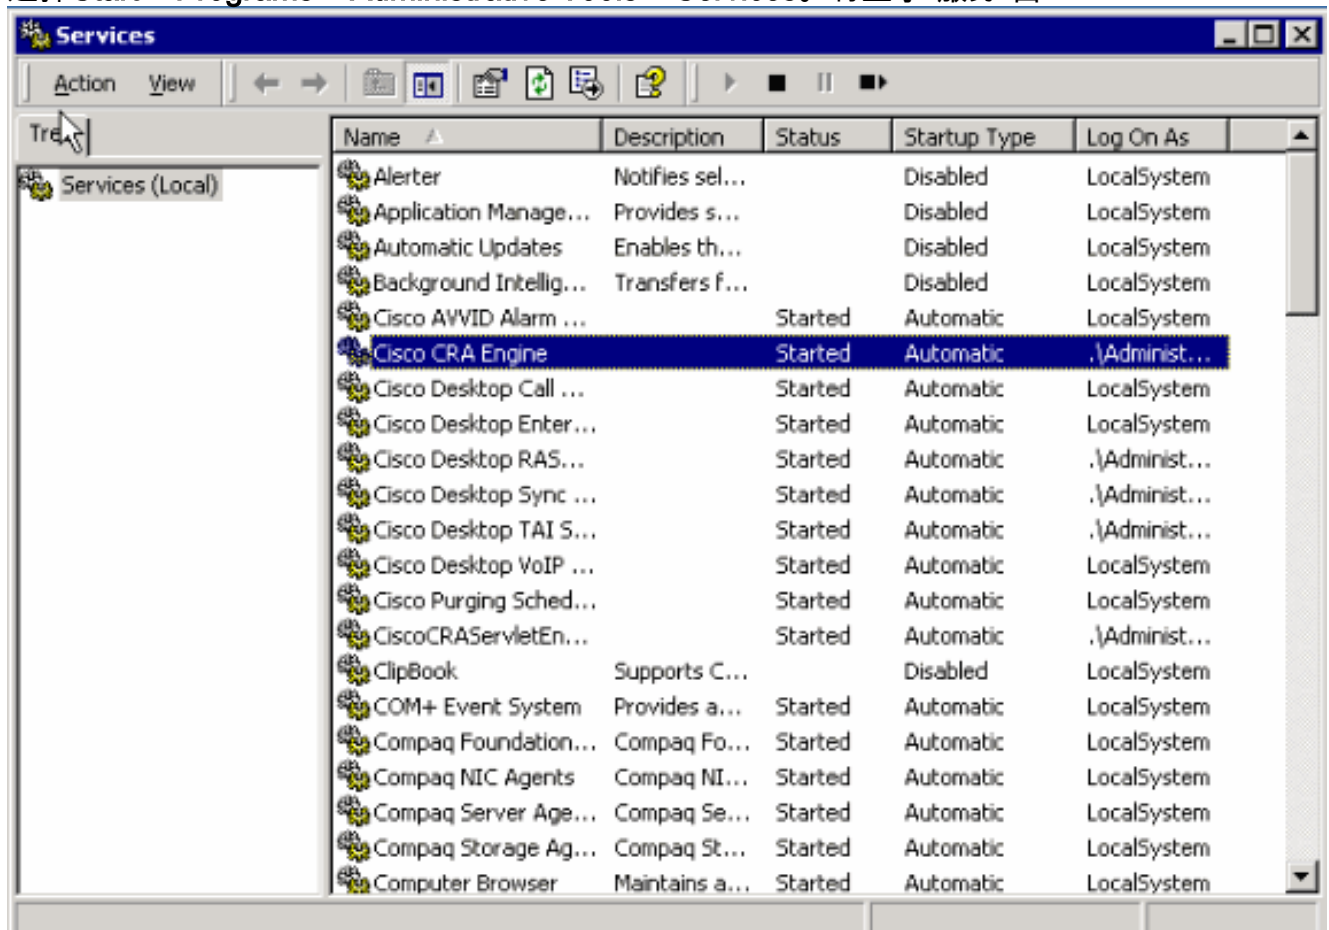 Services
Action View
Tree
Name Description Status Startup Type Log On As
Services (Local)
Alerter Notifies sel... Disabled LocalSystem
Application Manage... Provides s... Disabled LocalSystem
Automatic Updates Enables th... Disabled LocalSystem
Background Intellig... Transfers f... Disabled LocalSystem
Cisco AVVID Alarm ... Started Automatic LocalSystem
Cisco CRA Engine Started Automatic .\Administ...
Cisco Desktop Call ... Started Automatic LocalSystem
Cisco Desktop Enter... Started Automatic LocalSystem
Cisco Desktop RAS... Started Automatic .\Administ...
Cisco Desktop Sync ... Started Automatic .\Administ...
Cisco Desktop TAI S... Started Automatic .\Administ...
Cisco Desktop VoIP ... Started Automatic LocalSystem
Cisco Purging Sched... Started Automatic LocalSystem
CiscoCRAServletEn... Started Automatic .\Administ...
ClipBook Supports C... Disabled LocalSystem
COM+ Event System Provides a... Started Automatic LocalSystem
Compaq Foundation... Compaq Fo... Started Automatic LocalSystem
Compaq NIC Agents Compaq NI... Started Automatic LocalSystem
Compaq Server Age... Compaq Se... Started Automatic LocalSystem
Compaq Storage Ag... Compaq St... Started Automatic LocalSystem
Computer Browser Maintains a... Started Automatic LocalSystem